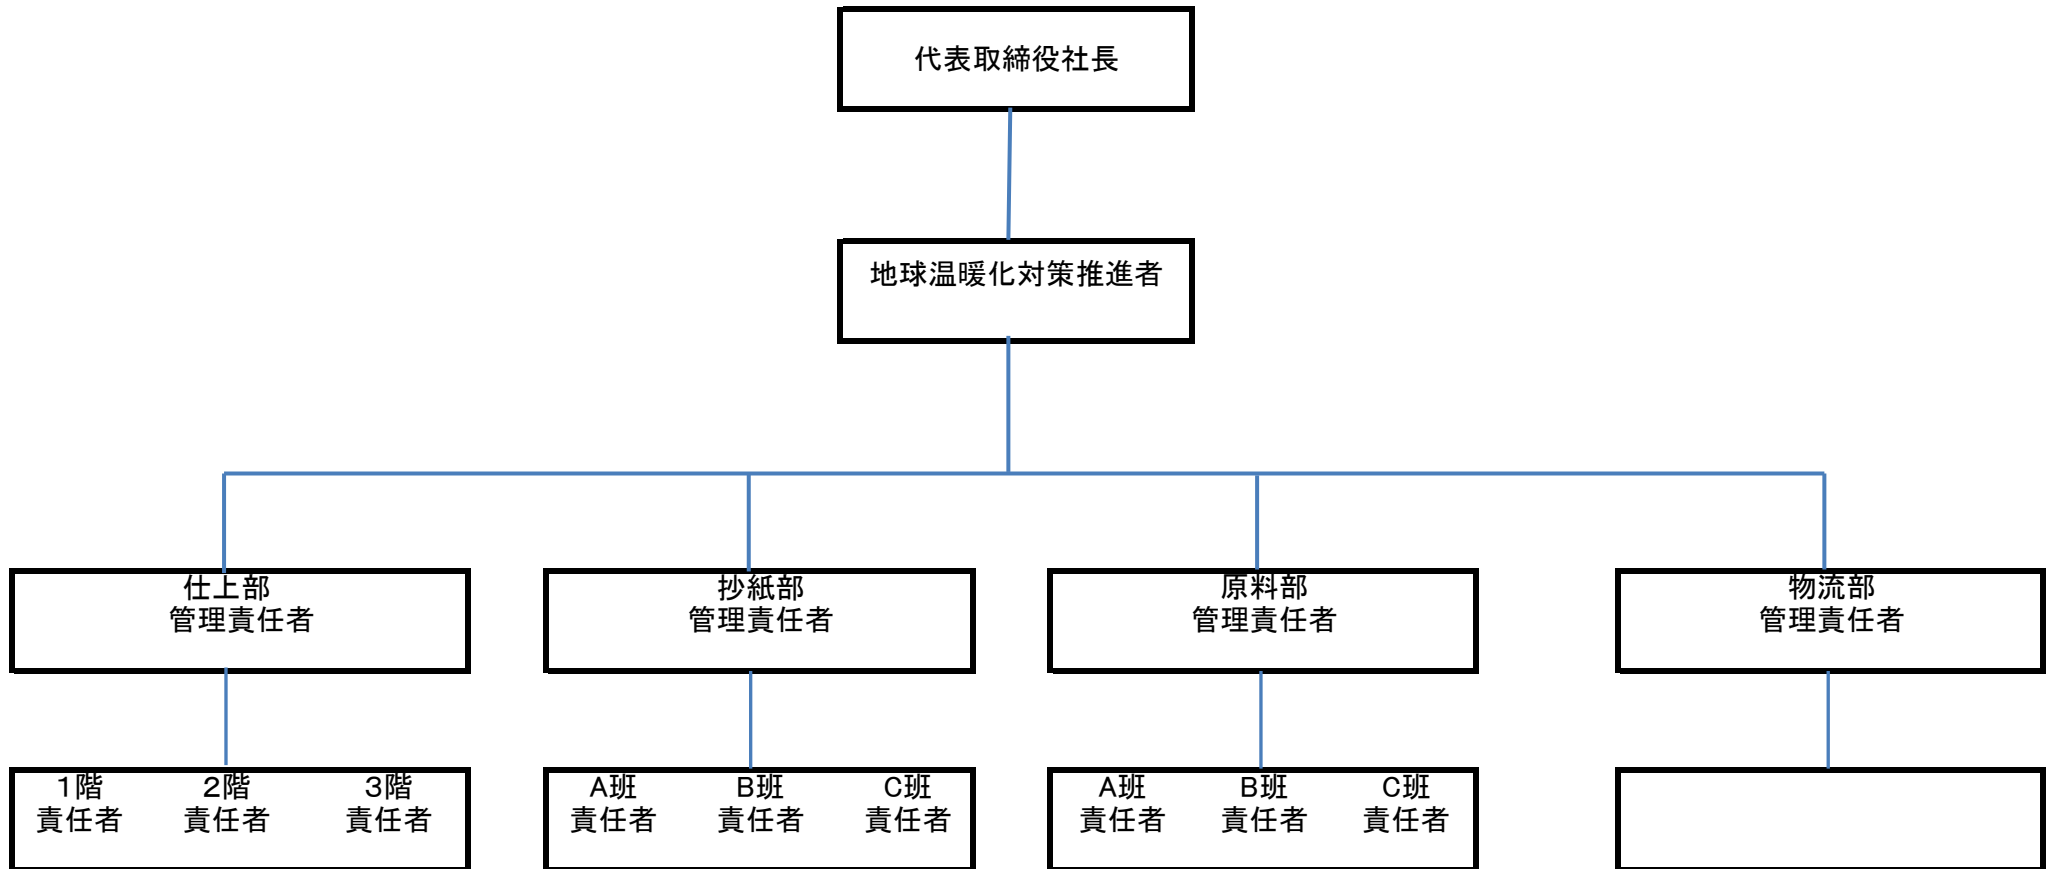 代表取締役社長
地球温暖化対策推進者
仕上部
管理責任者
抄紙部
管理責任者
原料部
管理責任者
物流部
管理責任者
1階 2階 3階
責任者 責任者 責任者
A班 B班 C班
責任者 責任者 責任者
A班 B班 C班
責任者 責任者 責任者